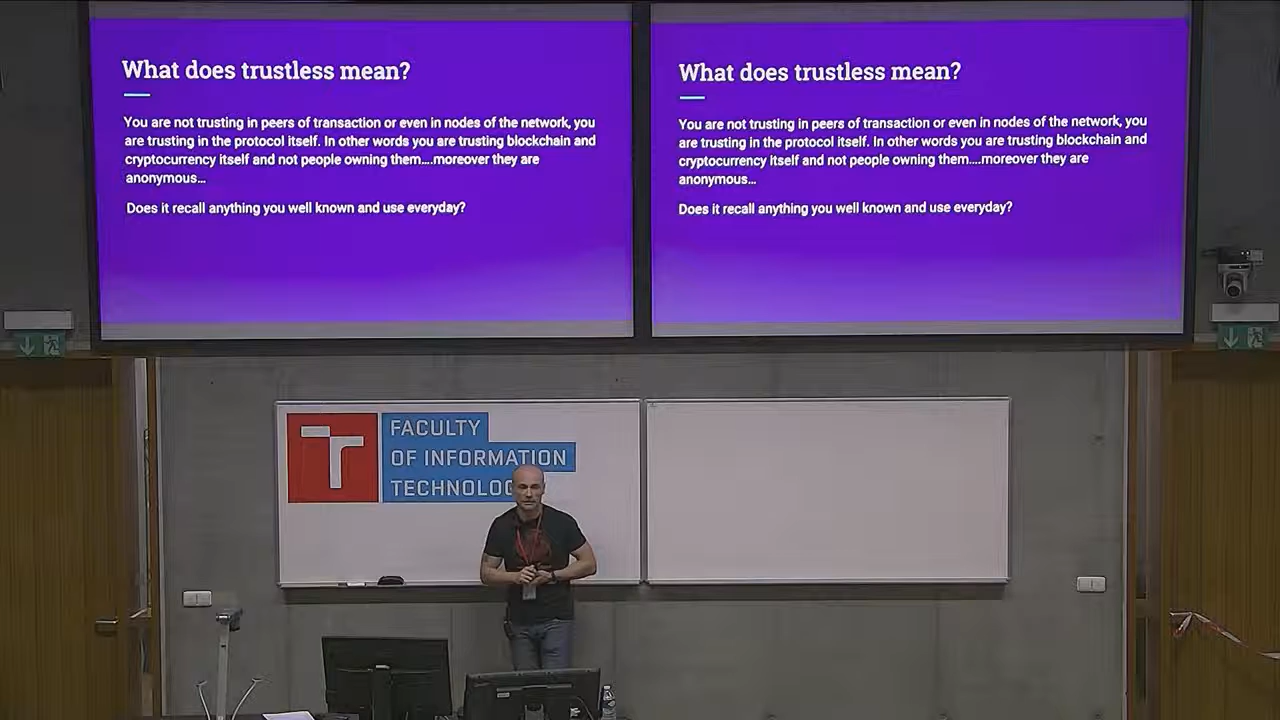 What does trustless mean?
You are not trusting in peers of transaction or even in nodes of the network, you
are trusting in the protocol itself. In other words you are trusting blockchain and
cryptocurrency itself and not people owning them....moreover they are
anonymous...
Does it recall anything you well known and use everyday?
What does trustless mean?
You are not trusting in peers of transaction or even in nodes of the network, you
are trusting in the protocol itself. In other words you are trusting blockchain and
cryptocurrency itself and not people owning them....moreover they are
anonymous...
Does it recall anything you well known and use everyday?
T
FACULTY
OF INFORMATION
TECHNOLO